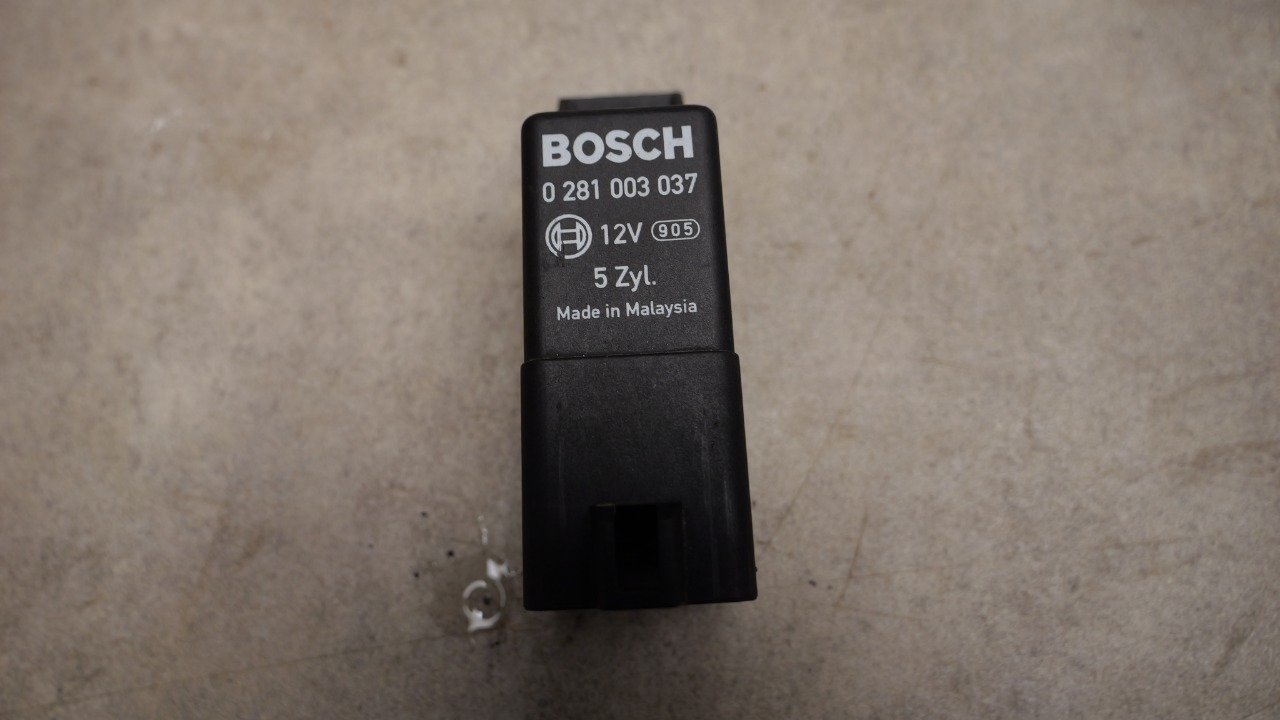 BOSCH
0 281 003 037
12V 905
5 Zyl.
Made in Malaysia